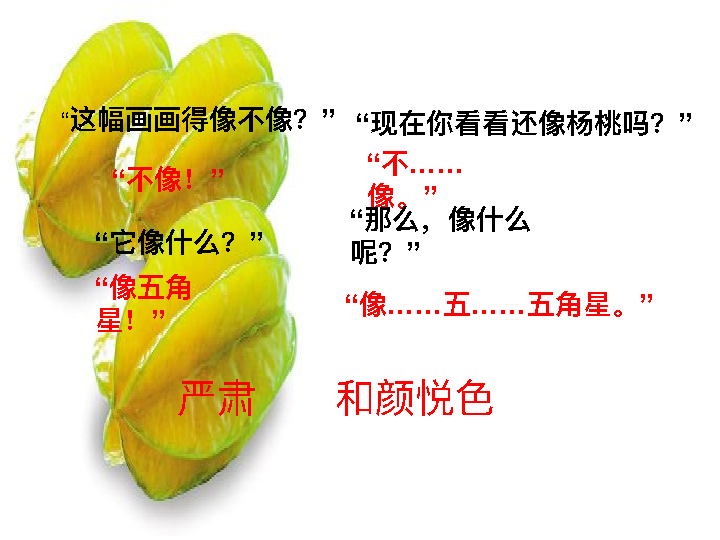 “这幅画画得像不像？”
“不像！”
“它像什么？”
“像五角
星！”
“现在你看看还像杨桃吗？”
“不……
像。”
“那么，像什么
呢？”
“像……五……五角星。”
严肃
和颜悦色